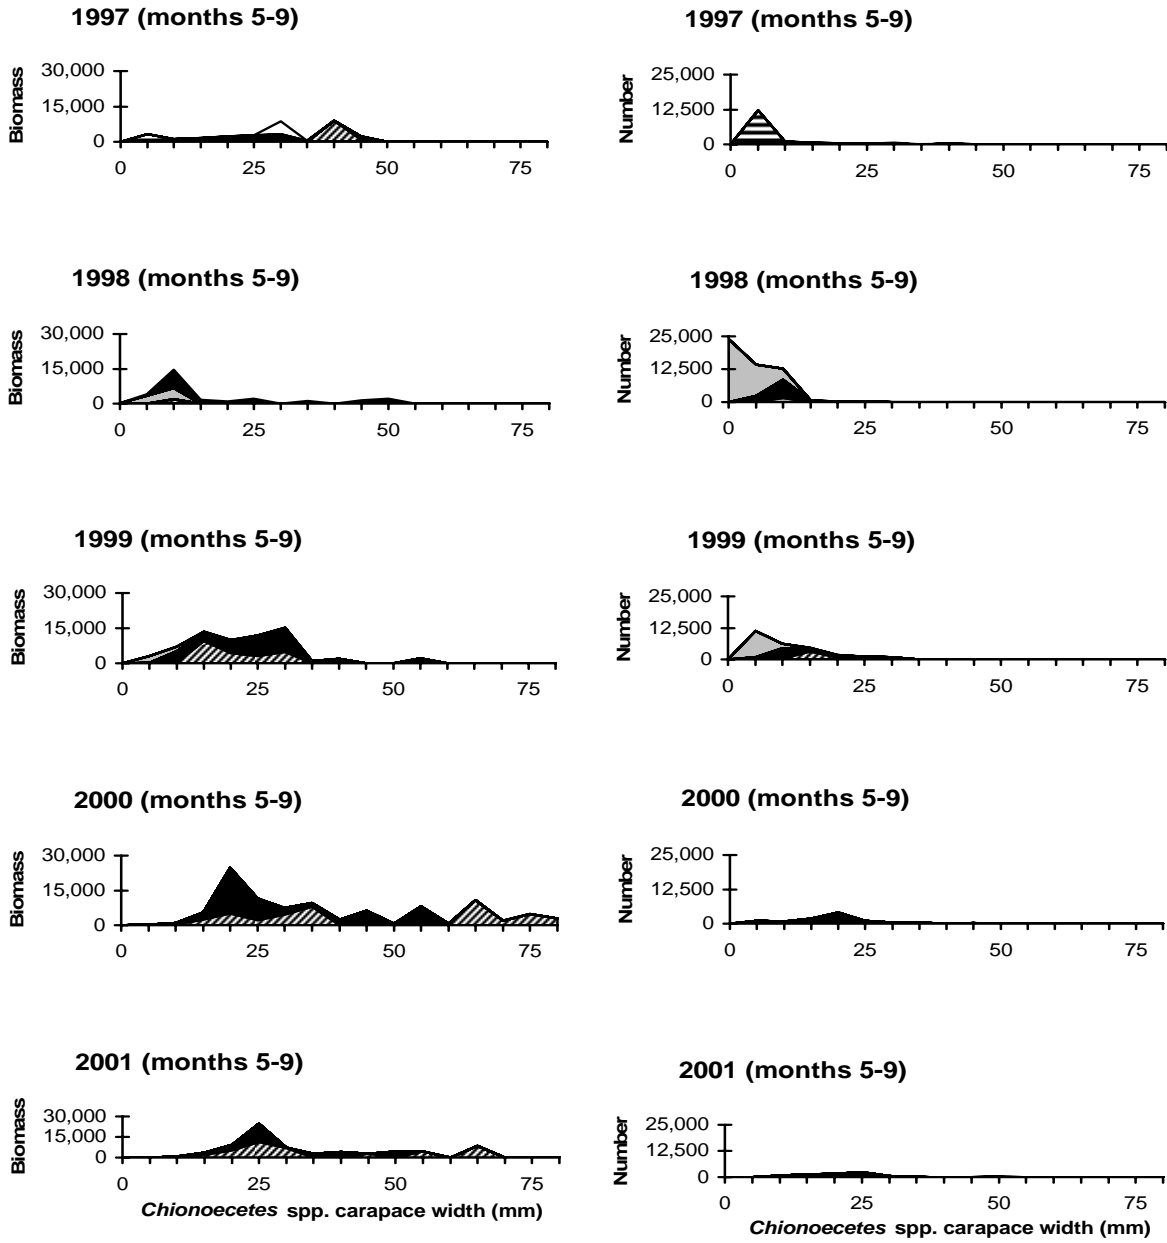 1997 (months 5-9)
Biomass
30,000
15,000
0
0 25 50 75
1997 (months 5-9)
Number
25,000
12,500
0
0 25 50 75
1998 (months 5-9)
Biomass
30,000
15,000
0
0 25 50 75
1998 (months 5-9)
Number
25,000
12,500
0
0 25 50 75
1999 (months 5-9)
Biomass
30,000
15,000
0
0 25 50 75
1999 (months 5-9)
Number
25,000
12,500
0
0 25 50 75
2000 (months 5-9)
Biomass
30,000
15,000
0
0 25 50 75
2000 (months 5-9)
Number
25,000
12,500
0
0 25 50 75
2001 (months 5-9)
Biomass
30,000
15,000
0
0 25 50 75
Chionoecetes spp. carapace width (mm)
2001 (months 5-9)
Number
25,000
12,500
0
0 25 50 75
Chionoecetes spp. carapace width (mm)